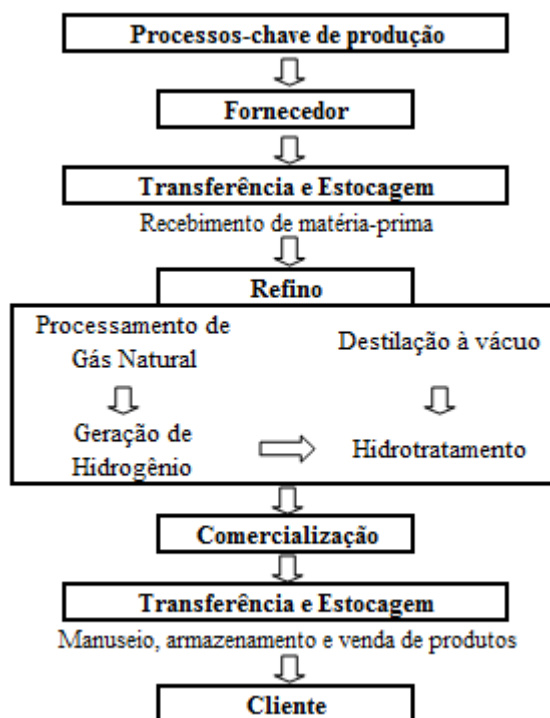 Processos-chave de produção
Fornecedor
Transferência e Estocagem
Recebimento de matéria-prima
Refino
Processamento de
Gás Natural
Destilação à vácuo
Geração de
Hidrogênio
Hidrotratamento
Comercialização
Transferência e Estocagem
Manuseio, armazenamento e venda de produtos
Cliente